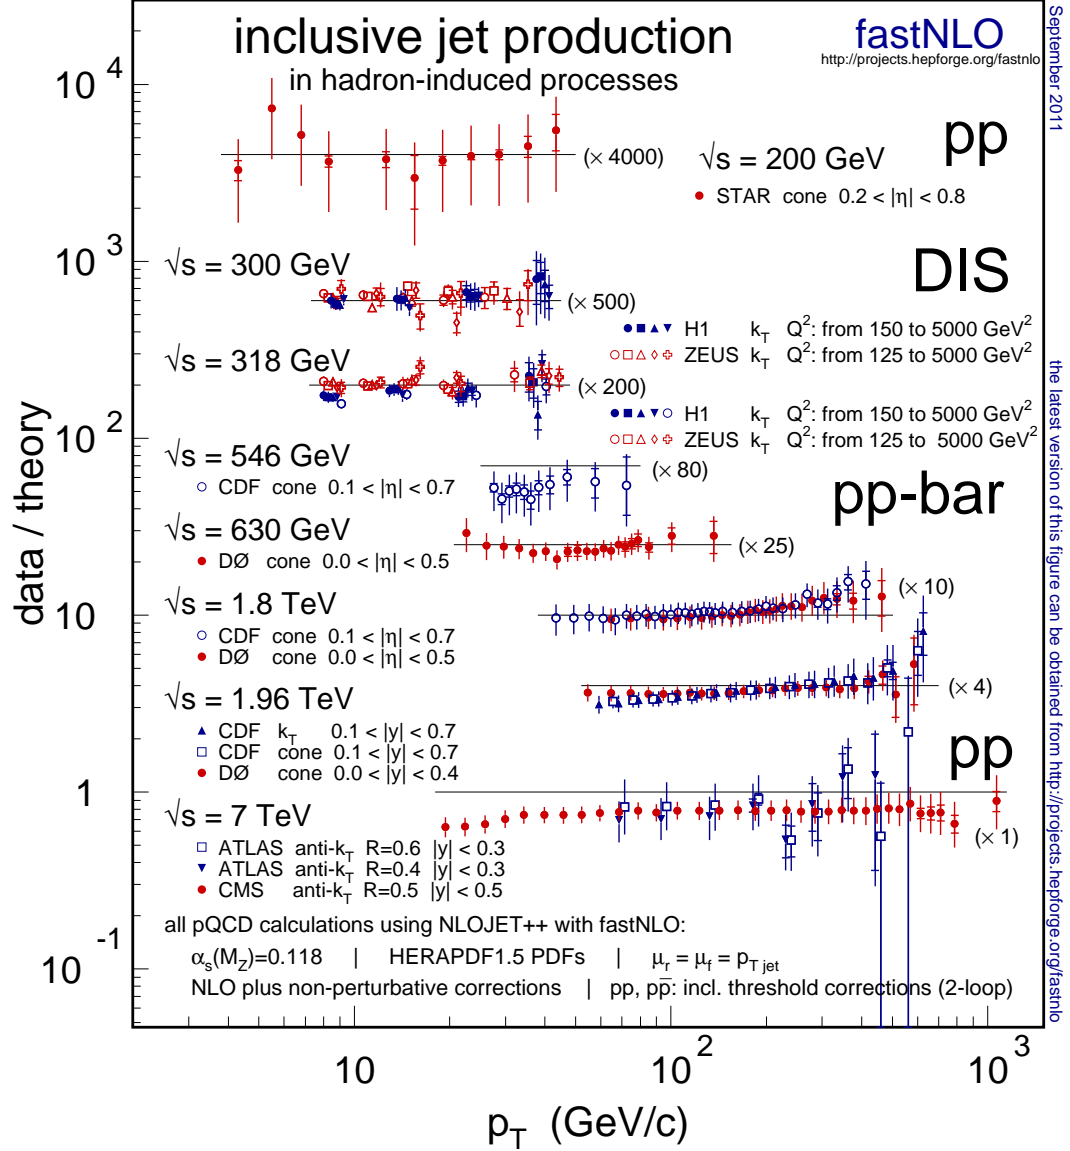 inclusive jet production
in hadron-induced processes
fastNLO
http://projects.hepforge.org/fastnlo
September 2011
the latest version of this figure can be obtained from http://projects.hepforge.org/fastnlo
data / theory
10^4
10^3
10^2
10
1
10^-1
pp
(× 4000)
√s = 200 GeV
STAR cone 0.2 < |η| < 0.8
DIS
√s = 300 GeV
(× 500)
H1 k_T Q²: from 150 to 5000 GeV²
ZEUS k_T Q²: from 125 to 5000 GeV²
√s = 318 GeV
(× 200)
H1 k_T Q²: from 150 to 5000 GeV²
ZEUS k_T Q²: from 125 to 5000 GeV²
pp-bar
√s = 546 GeV
(× 80)
CDF cone 0.1 < |η| < 0.7
√s = 630 GeV
(× 25)
DØ cone 0.0 < |η| < 0.5
√s = 1.8 TeV
(× 10)
CDF cone 0.1 < |η| < 0.7
DØ cone 0.0 < |η| < 0.5
√s = 1.96 TeV
(× 4)
CDF k_T 0.1 < |y| < 0.7
CDF cone 0.1 < |y| < 0.7
DØ cone 0.0 < |y| < 0.4
pp
√s = 7 TeV
(× 1)
ATLAS anti-k_T R=0.6 |y| < 0.3
ATLAS anti-k_T R=0.4 |y| < 0.3
CMS anti-k_T R=0.5 |y| < 0.5
all pQCD calculations using NLOJET++ with fastNLO:
α_s(M_Z)=0.118 | HERAPDF1.5 PDFs | μ_r = μ_f = p_T jet
NLO plus non-perturbative corrections | pp, pp̅: incl. threshold corrections (2-loop)
10
10^2
10^3
p_T (GeV/c)